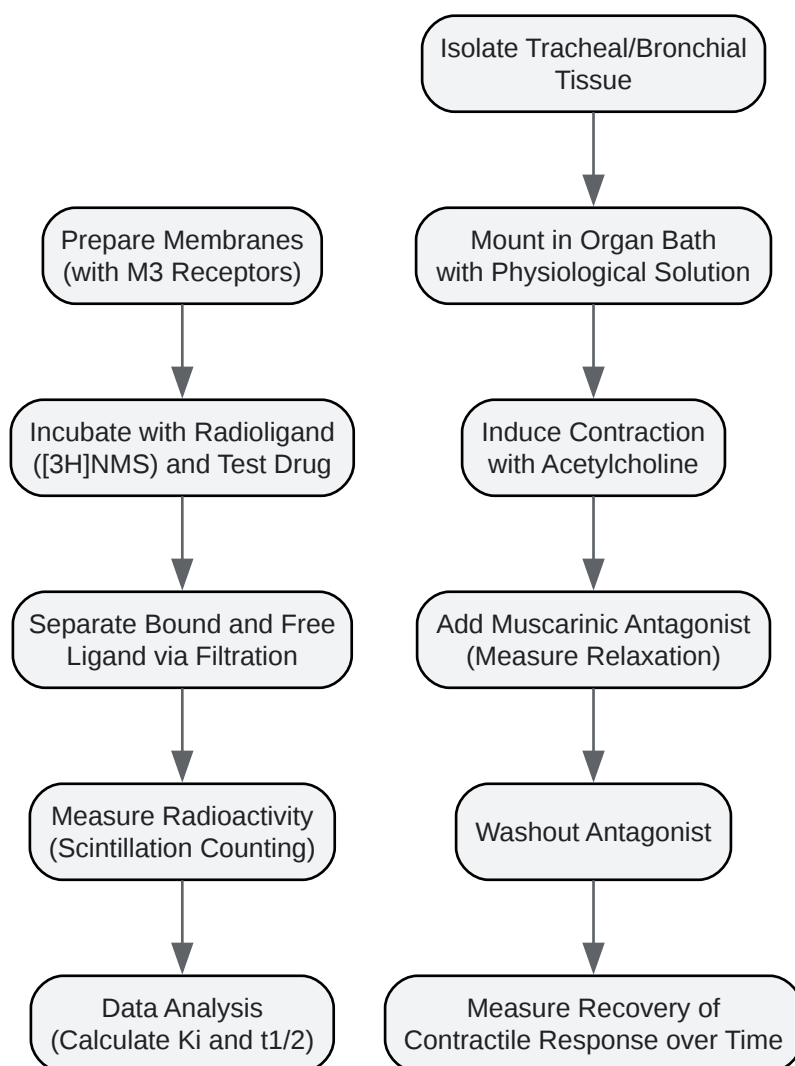 Prepare Membranes
(with M3 Receptors)
Incubate with Radioligand
([3H]NMS) and Test Drug
Separate Bound and Free
Ligand via Filtration
Measure Radioactivity
(Scintillation Counting)
Data Analysis
(Calculate Ki and t1/2)
Isolate Tracheal/Bronchial
Tissue
Mount in Organ Bath
with Physiological Solution
Induce Contraction
with Acetylcholine
Add Muscarinic Antagonist
(Measure Relaxation)
Washout Antagonist
Measure Recovery of
Contractile Response over Time